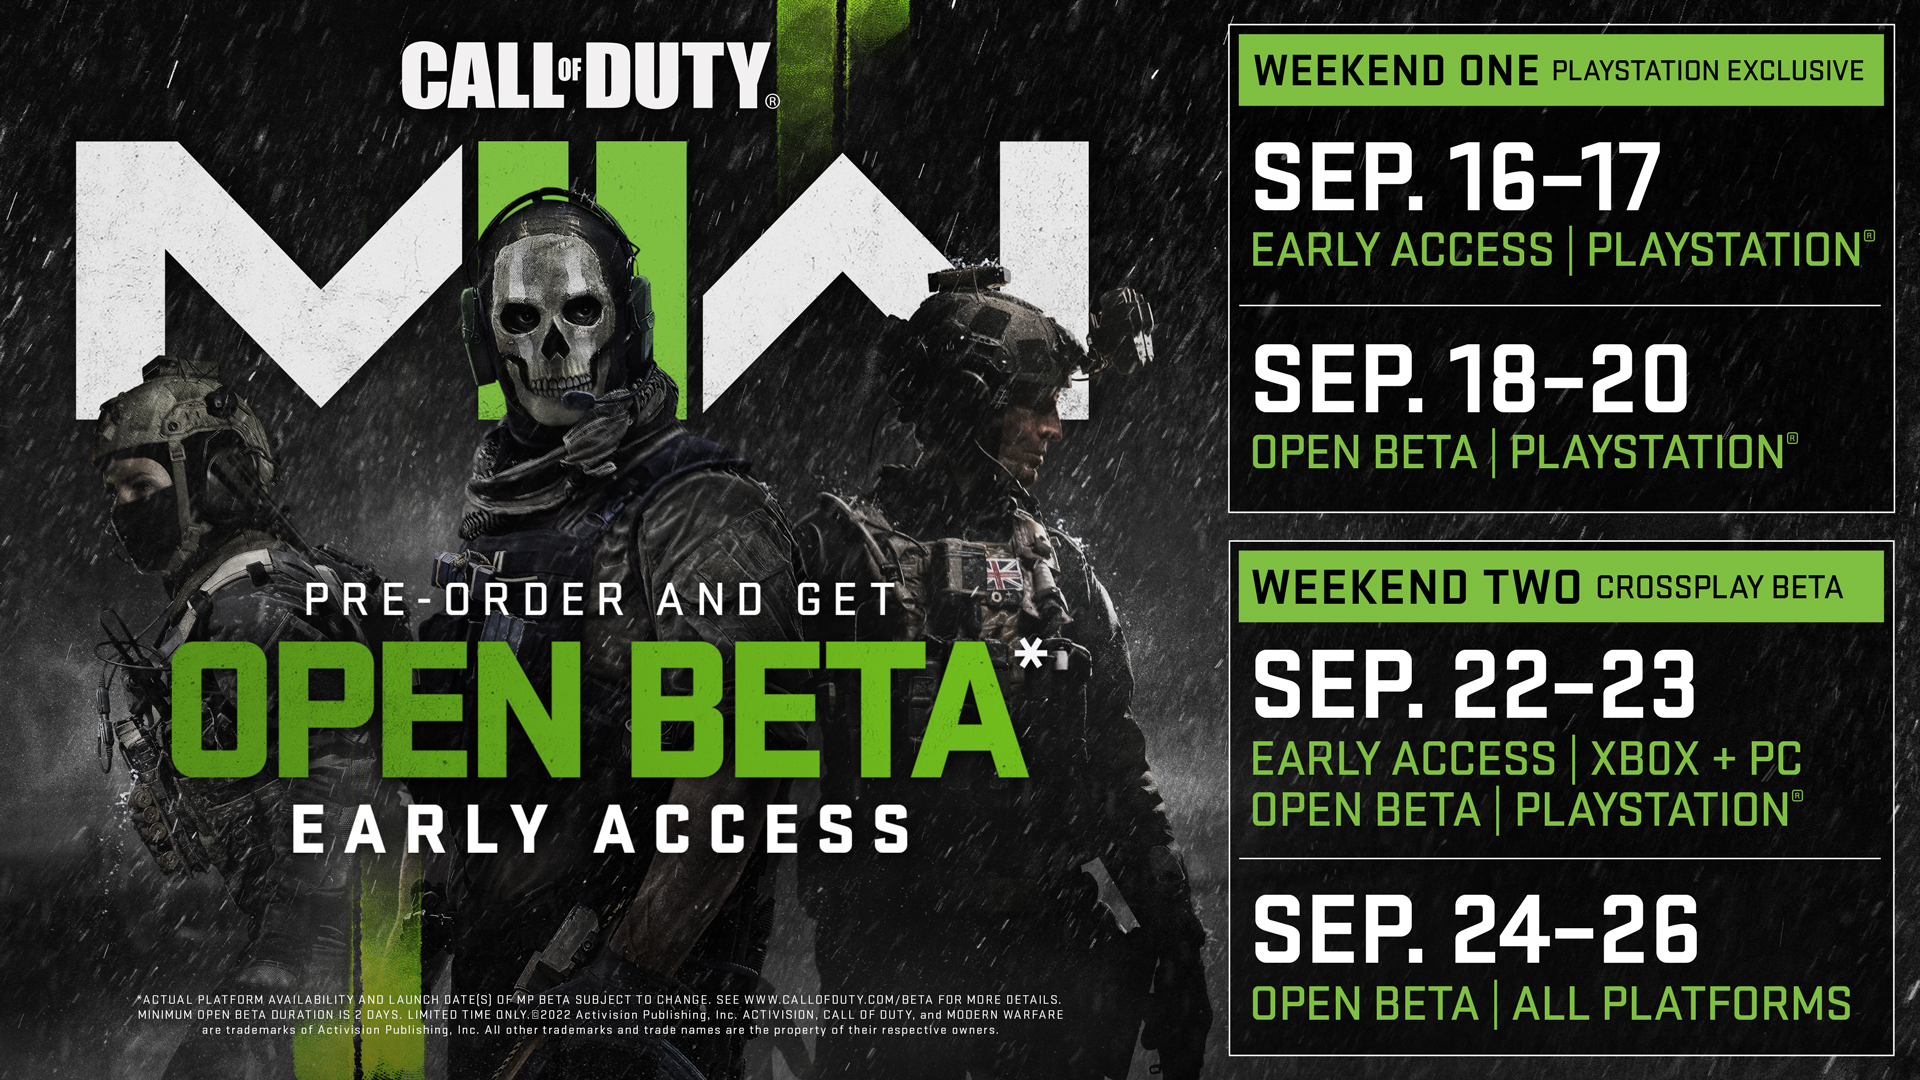 CALL OF DUTY®
MWII
PRE-ORDER AND GET
OPEN BETA*
EARLY ACCESS
*ACTUAL PLATFORM AVAILABILITY AND LAUNCH DATE(S) OF MP BETA SUBJECT TO CHANGE. SEE WWW.CALLOFDUTY.COM/BETA FOR MORE DETAILS.
MINIMUM OPEN BETA DURATION IS 2 DAYS. LIMITED TIME ONLY.©2022 Activision Publishing, Inc. ACTIVISION, CALL OF DUTY, and MODERN WARFARE
are trademarks of Activision Publishing, Inc. All other trademarks and trade names are the property of their respective owners.
WEEKEND ONE PLAYSTATION EXCLUSIVE
SEP. 16–17
EARLY ACCESS | PLAYSTATION®
SEP. 18–20
OPEN BETA | PLAYSTATION®
WEEKEND TWO CROSSPLAY BETA
SEP. 22–23
EARLY ACCESS | XBOX + PC
OPEN BETA | PLAYSTATION®
SEP. 24–26
OPEN BETA | ALL PLATFORMS